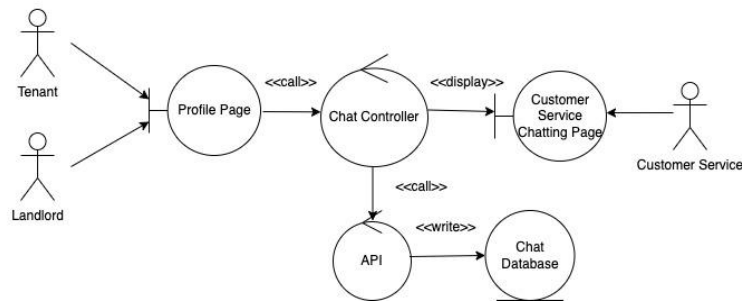 Tenant
Landlord
Profile Page
<<call>>
Chat Controller
<<display>>
Customer
Service
Chatting Page
Customer Service
<<call>>
API
<<write>>
Chat
Database